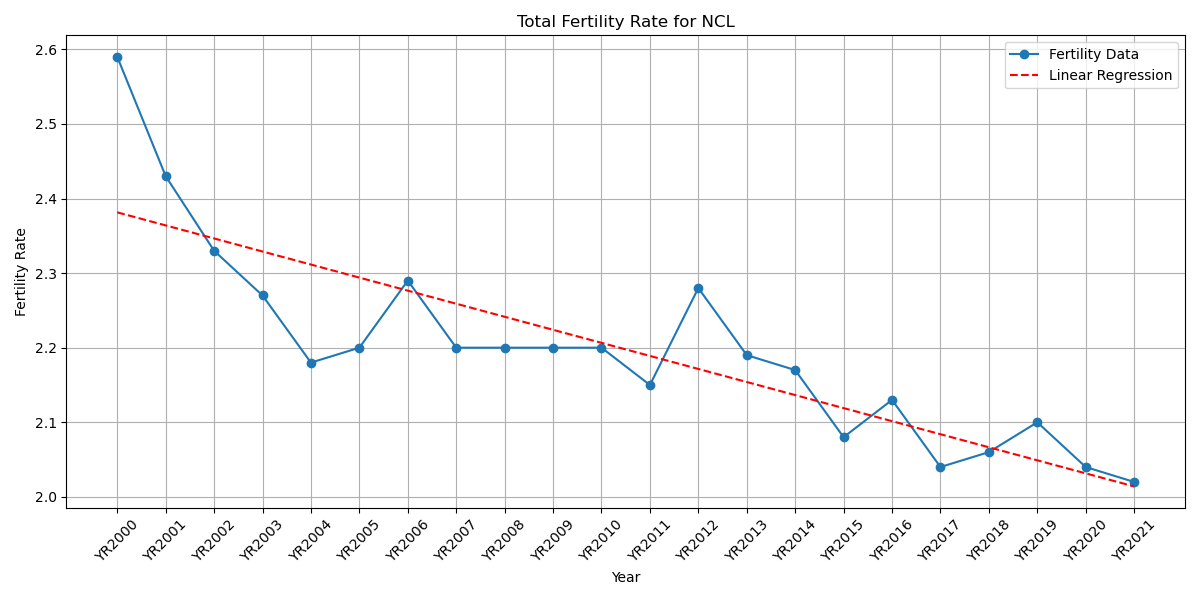 Total Fertility Rate for NCL
Fertility Data
Linear Regression
Fertility Rate
2.6
2.5
2.4
2.3
2.2
2.1
2.0
YR2000
YR2001
YR2002
YR2003
YR2004
YR2005
YR2006
YR2007
YR2008
YR2009
YR2010
YR2011
YR2012
YR2013
YR2014
YR2015
YR2016
YR2017
YR2018
YR2019
YR2020
YR2021
Year